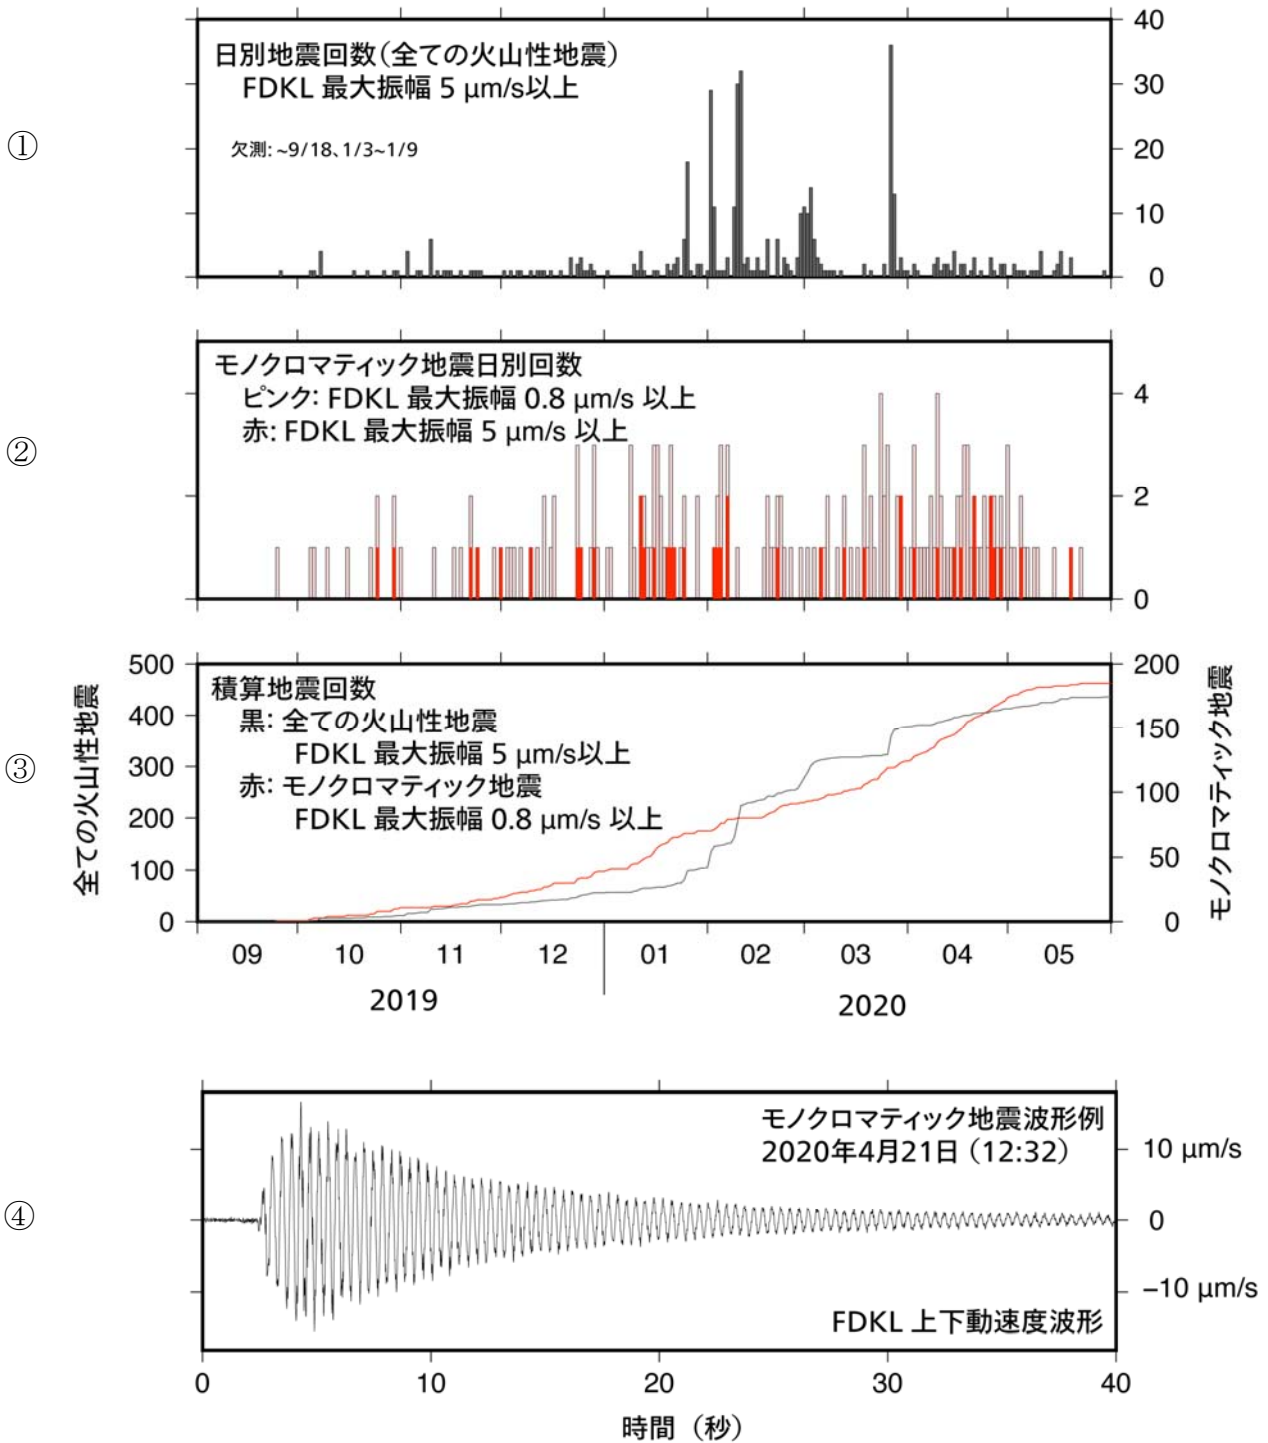 ①
日別地震回数(全ての火山性地震)
FDKL 最大振幅 5 μm/s以上
欠測: ~9/18、1/3~1/9
40
30
20
10
0
②
モノクロマティック地震日別回数
ピンク: FDKL 最大振幅 0.8 μm/s 以上
赤: FDKL 最大振幅 5 μm/s 以上
4
2
0
③
全ての火山性地震
500
400
300
200
100
0
積算地震回数
黒: 全ての火山性地震
FDKL 最大振幅 5 μm/s以上
赤: モノクロマティック地震
FDKL 最大振幅 0.8 μm/s 以上
200
150
100
50
0
モノクロマティック地震
09 10 11 12 01 02 03 04 05
2019 2020
④
モノクロマティック地震波形例
2020年4月21日 (12:32)
10 μm/s
0
−10 μm/s
FDKL 上下動速度波形
0 10 20 30 40
時間 (秒)